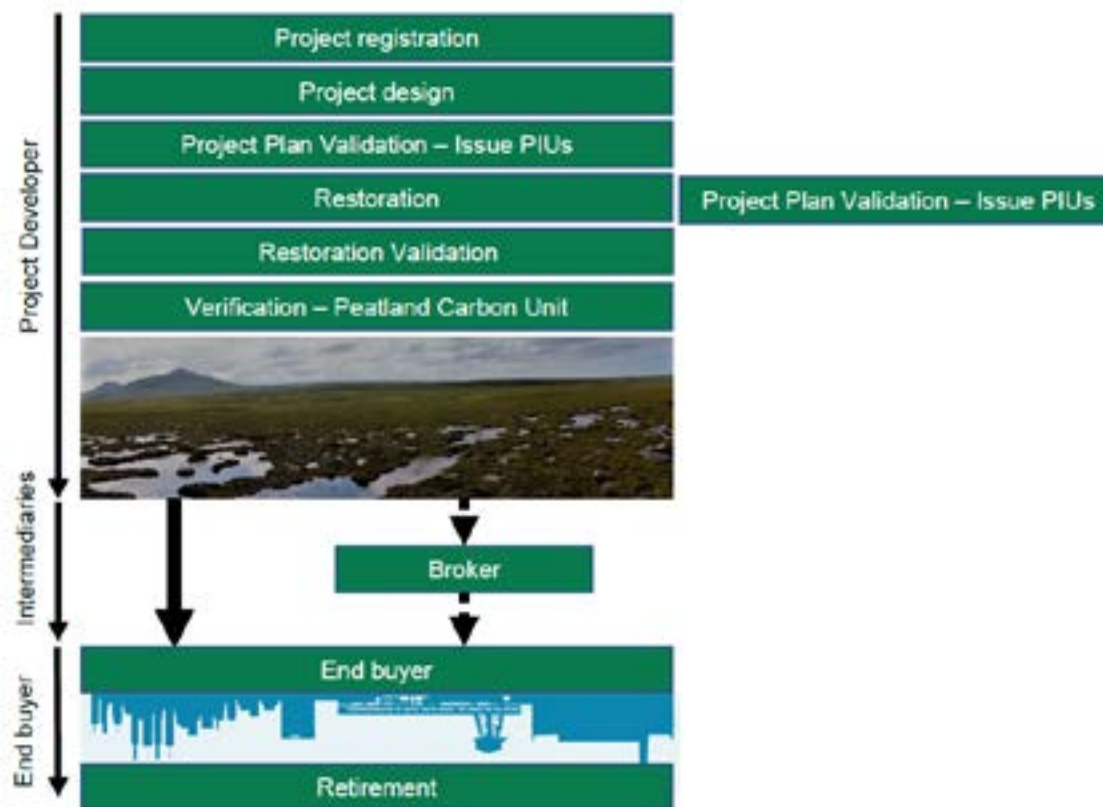 Project registration
Project design
Project Plan Validation – Issue PIUs
Restoration
Project Plan Validation – Issue PIUs
Restoration Validation
Verification – Peatland Carbon Unit
Project Developer
Intermediaries
Broker
End buyer
End buyer
Retirement